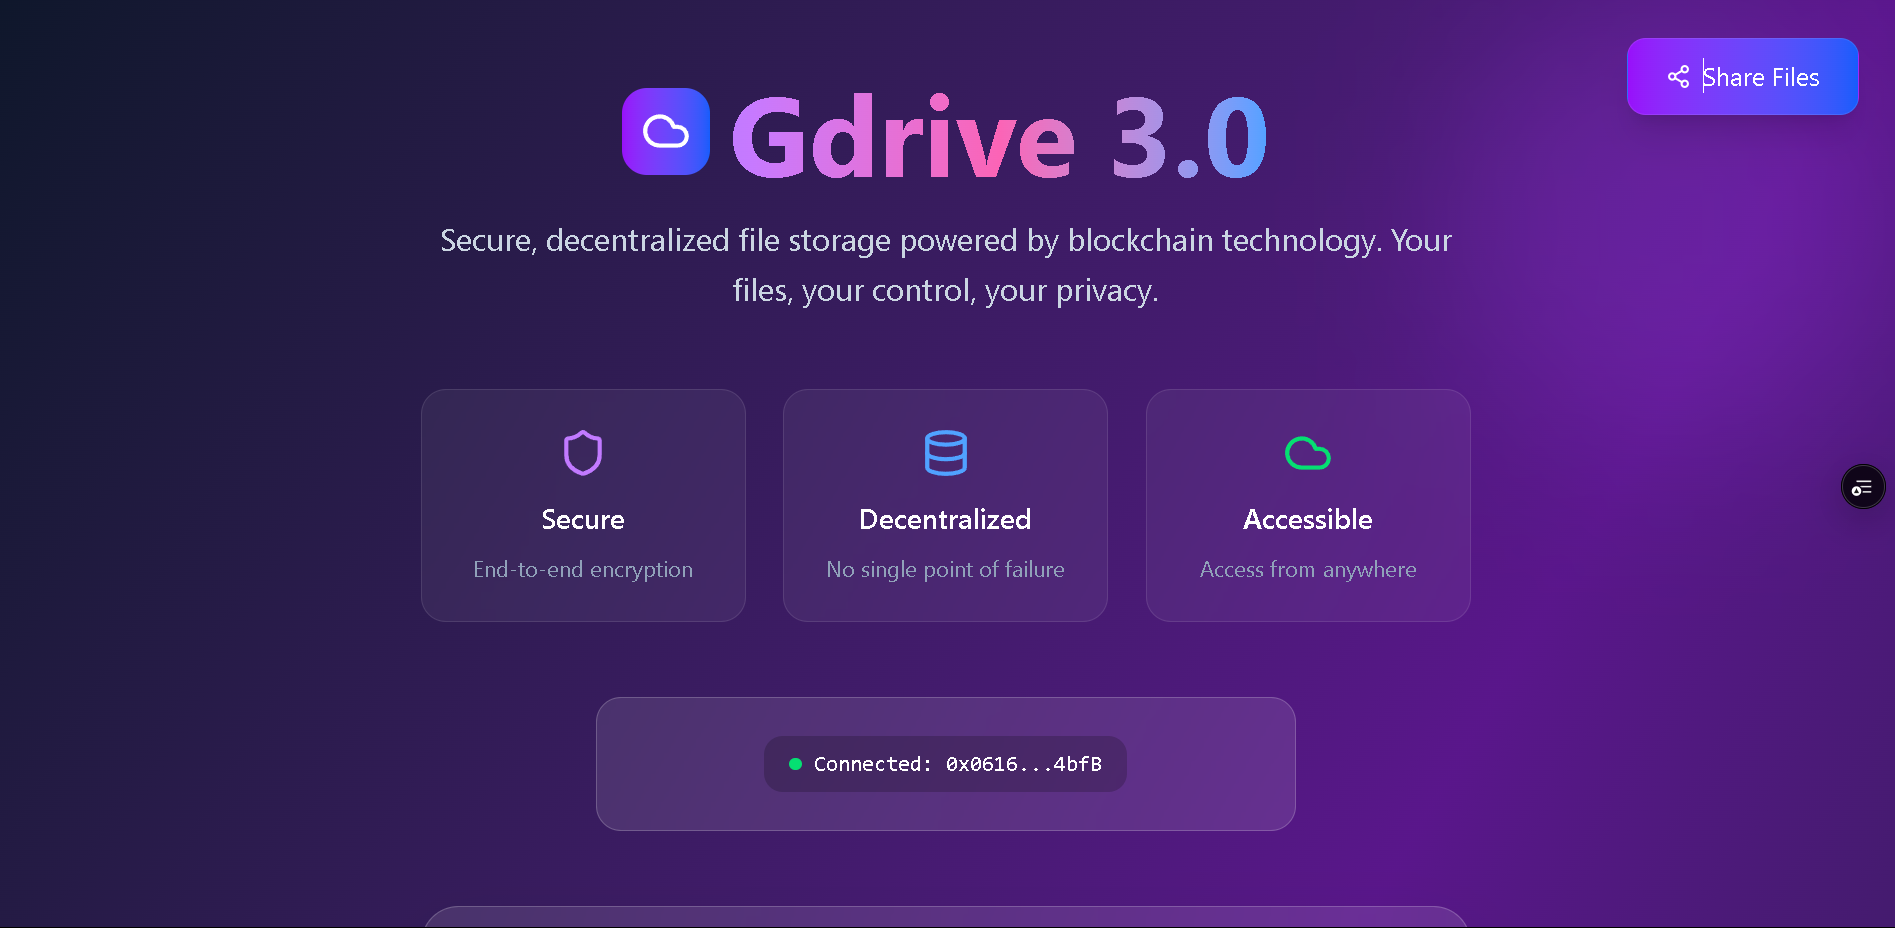 Share Files
Gdrive 3.0
Secure, decentralized file storage powered by blockchain technology. Your
files, your control, your privacy.
Secure
End-to-end encryption
Decentralized
No single point of failure
Accessible
Access from anywhere
Connected: 0x0616...4bfB